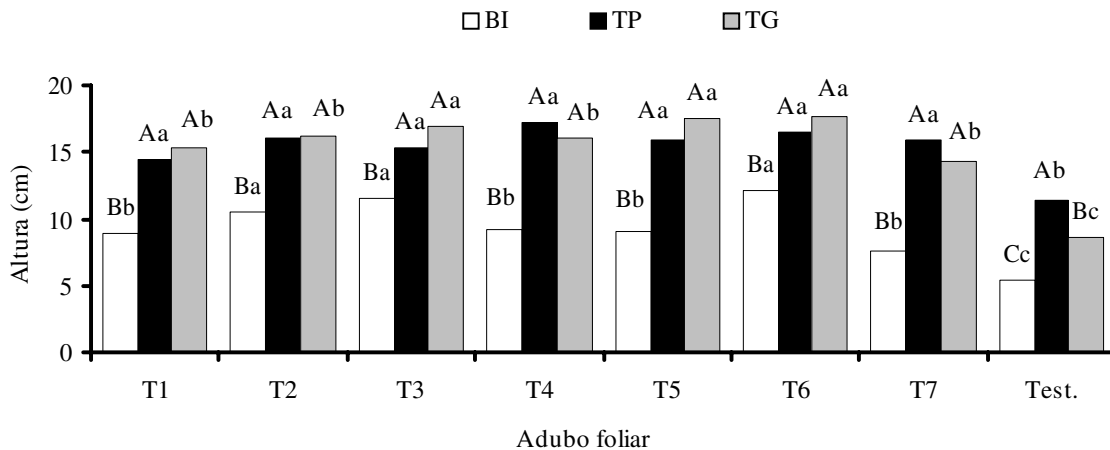 BI TP TG
Altura (cm)
20
15
10
5
0
Bb Aa Ab
Ba Aa Ab
Ba Aa Aa
Bb Aa Ab
Bb Aa Aa
Ba Aa Aa
Bb Aa Ab
Cc Ab Bc
T1 T2 T3 T4 T5 T6 T7 Test.
Adubo foliar